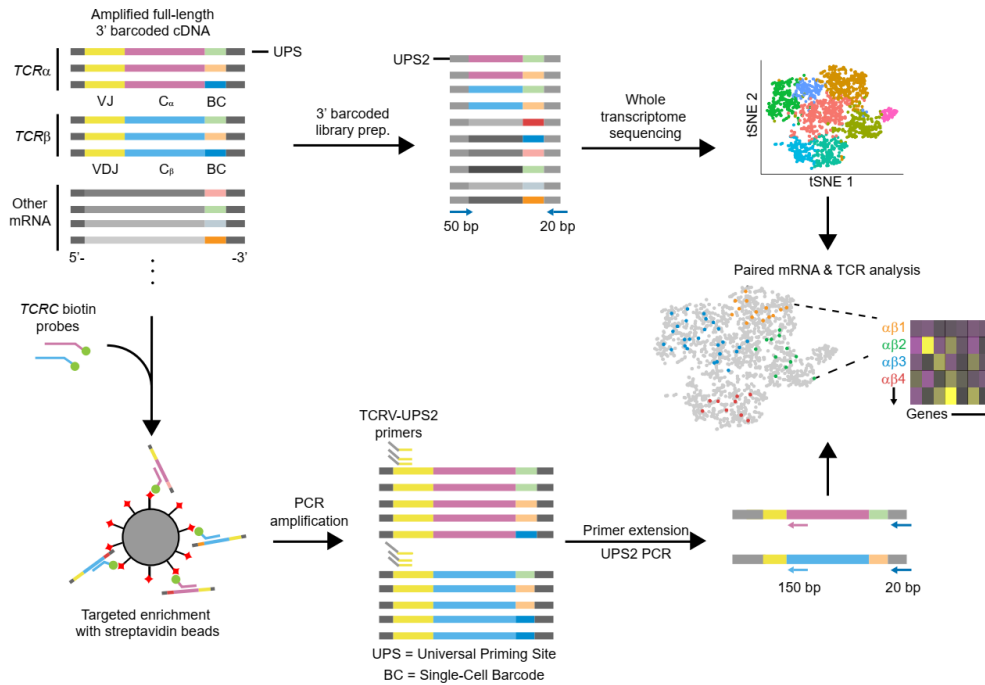 Amplified full-length
3' barcoded cDNA
UPS
TCRα
VJ Cα BC
TCRβ
VDJ Cβ BC
Other
mRNA
5'- -3'
3' barcoded
library prep.
UPS2
50 bp 20 bp
Whole
transcriptome
sequencing
tSNE 2
tSNE 1
TCRC biotin
probes
Targeted enrichment
with streptavidin beads
PCR
amplification
TCRV-UPS2
primers
UPS = Universal Priming Site
BC = Single-Cell Barcode
Primer extension
UPS2 PCR
150 bp 20 bp
Paired mRNA & TCR analysis
αβ1
αβ2
αβ3
αβ4
Genes